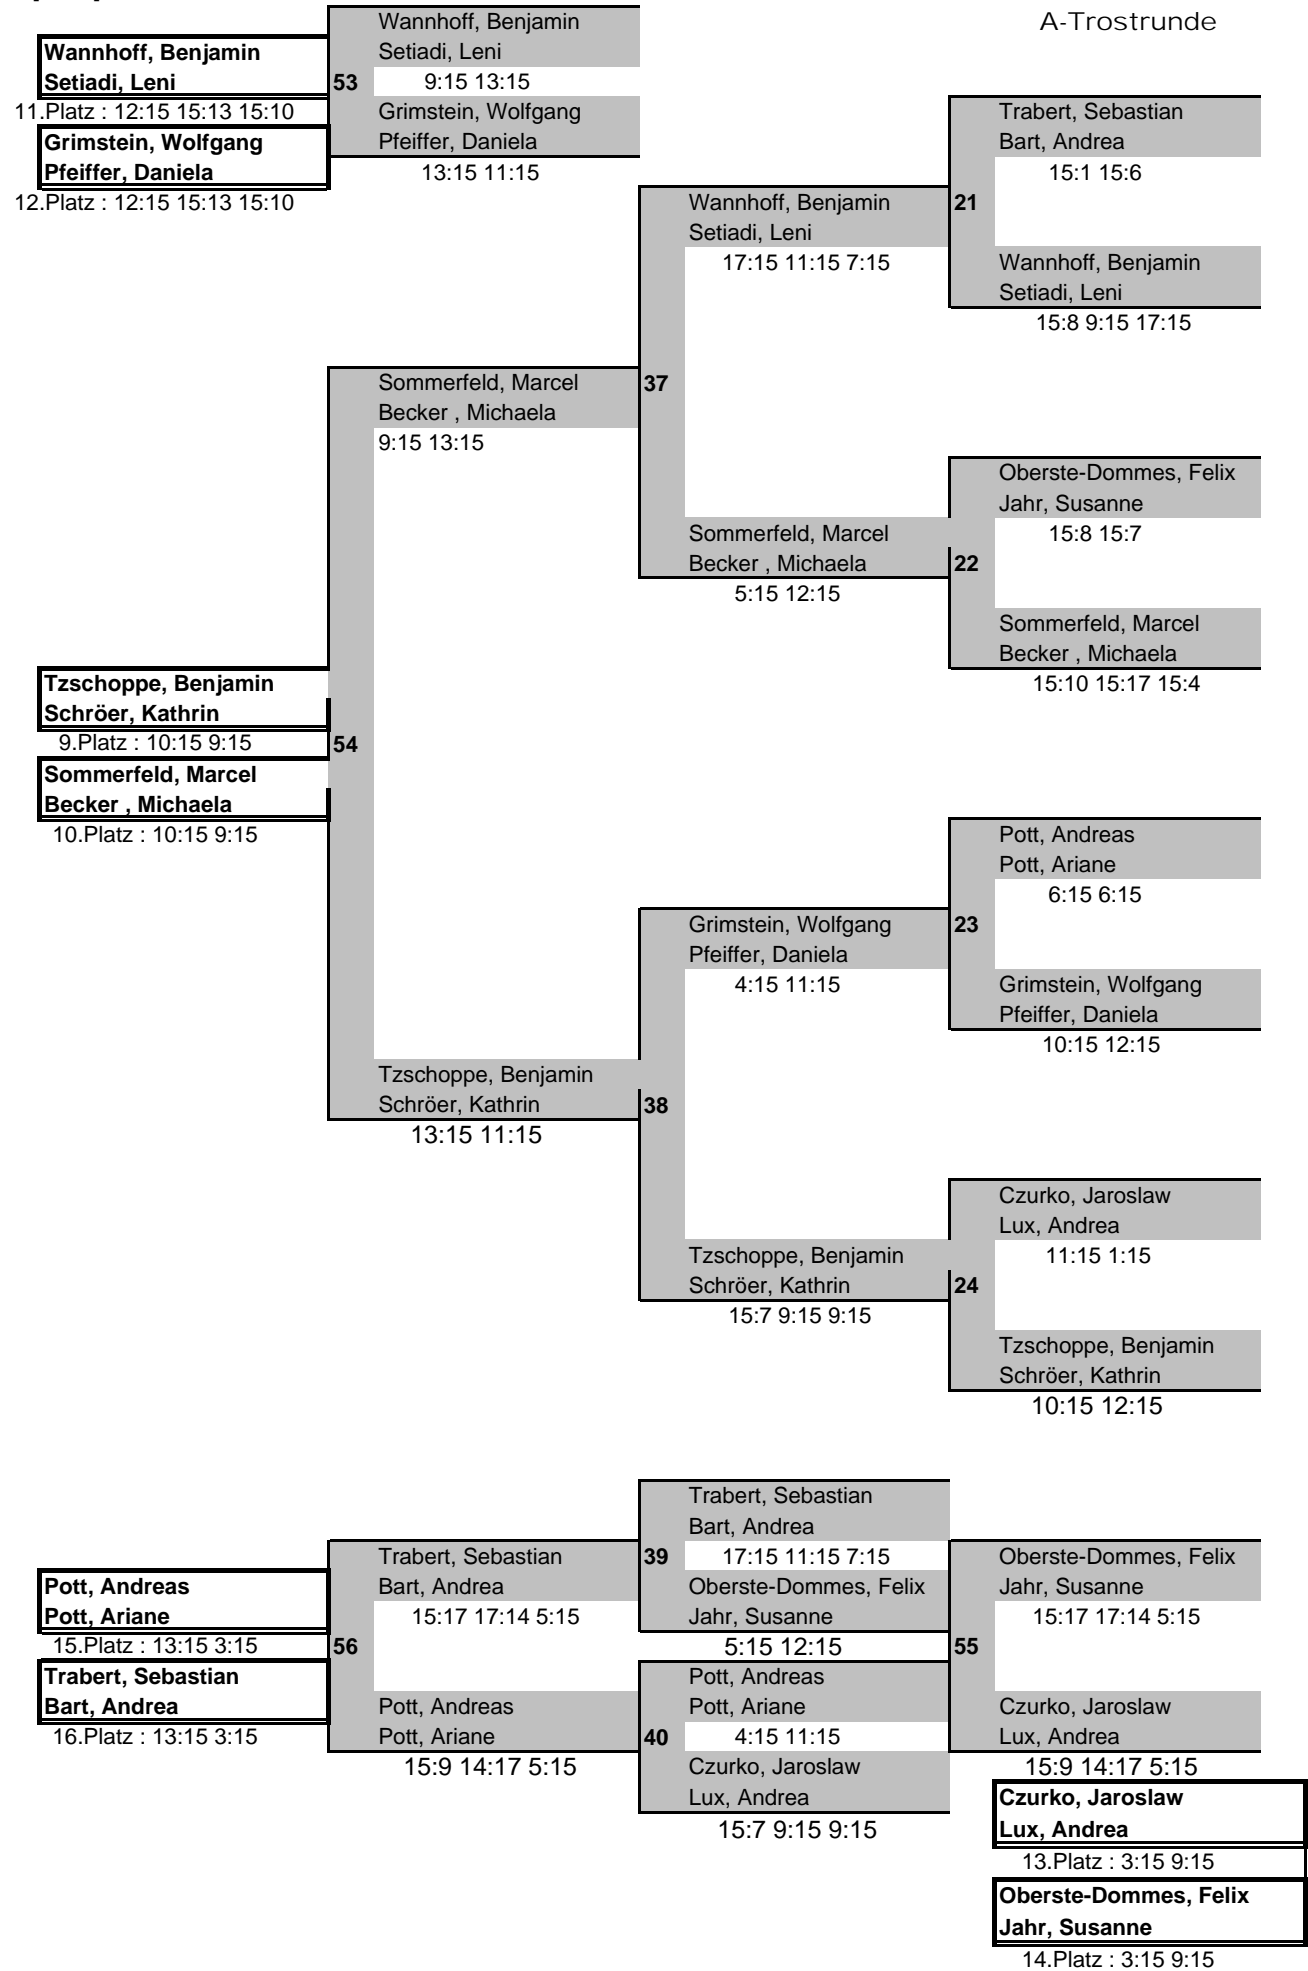 A-Trostrunde
Wannhoff, Benjamin
Setiadi, Leni
11.Platz : 12:15 15:13 15:10
Grimstein, Wolfgang
Pfeiffer, Daniela
12.Platz : 12:15 15:13 15:10
53
Wannhoff, Benjamin
Setiadi, Leni
9:15 13:15
Grimstein, Wolfgang
Pfeiffer, Daniela
13:15 11:15
Trabert, Sebastian
Bart, Andrea
15:1 15:6
21
Wannhoff, Benjamin
Setiadi, Leni
15:8 9:15 17:15
Wannhoff, Benjamin
Setiadi, Leni
17:15 11:15 7:15
37
Sommerfeld, Marcel
Becker , Michaela
5:15 12:15
Sommerfeld, Marcel
Becker , Michaela
9:15 13:15
Oberste-Dommes, Felix
Jahr, Susanne
15:8 15:7
22
Sommerfeld, Marcel
Becker , Michaela
15:10 15:17 15:4
Tzschoppe, Benjamin
Schröer, Kathrin
9.Platz : 10:15 9:15
54
Sommerfeld, Marcel
Becker , Michaela
10.Platz : 10:15 9:15
Pott, Andreas
Pott, Ariane
6:15 6:15
23
Grimstein, Wolfgang
Pfeiffer, Daniela
10:15 12:15
Grimstein, Wolfgang
Pfeiffer, Daniela
4:15 11:15
Tzschoppe, Benjamin
Schröer, Kathrin
13:15 11:15
38
Tzschoppe, Benjamin
Schröer, Kathrin
15:7 9:15 9:15
Czurko, Jaroslaw
Lux, Andrea
11:15 1:15
24
Tzschoppe, Benjamin
Schröer, Kathrin
10:15 12:15
Pott, Andreas
Pott, Ariane
15.Platz : 13:15 3:15
Trabert, Sebastian
Bart, Andrea
16.Platz : 13:15 3:15
56
Trabert, Sebastian
Bart, Andrea
15:17 17:14 5:15
Pott, Andreas
Pott, Ariane
15:9 14:17 5:15
39
Trabert, Sebastian
Bart, Andrea
17:15 11:15 7:15
Oberste-Dommes, Felix
Jahr, Susanne
5:15 12:15
40
Pott, Andreas
Pott, Ariane
4:15 11:15
Czurko, Jaroslaw
Lux, Andrea
15:7 9:15 9:15
55
Oberste-Dommes, Felix
Jahr, Susanne
15:17 17:14 5:15
Czurko, Jaroslaw
Lux, Andrea
15:9 14:17 5:15
Czurko, Jaroslaw
Lux, Andrea
13.Platz : 3:15 9:15
Oberste-Dommes, Felix
Jahr, Susanne
14.Platz : 3:15 9:15